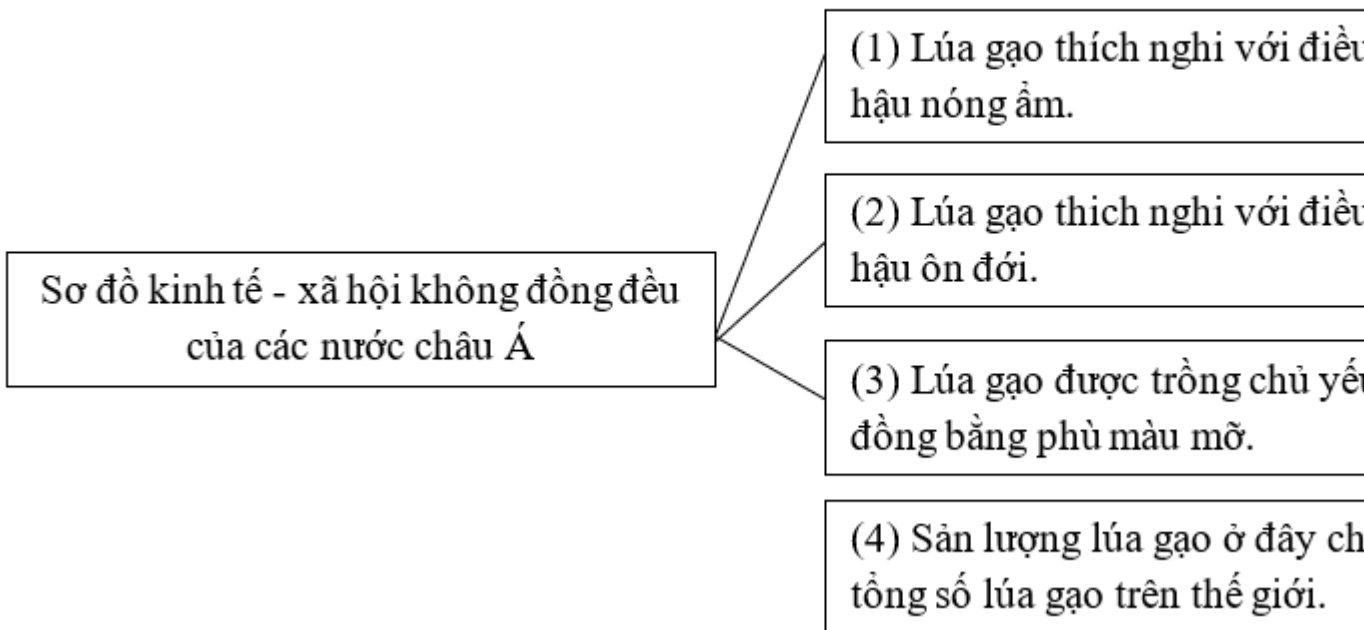 (1) Lúa gạo thích nghi với điều
hậu nóng ẩm.
(2) Lúa gạo thich nghi với điều
hậu ôn đới.
Sơ đồ kinh tế - xã hội không đồng đều
của các nước châu Á
(3) Lúa gạo được trồng chủ yếu
đồng bằng phù màu mỡ.
(4) Sản lượng lúa gạo ở đây
tổng số lúa gạo trên thế giới.